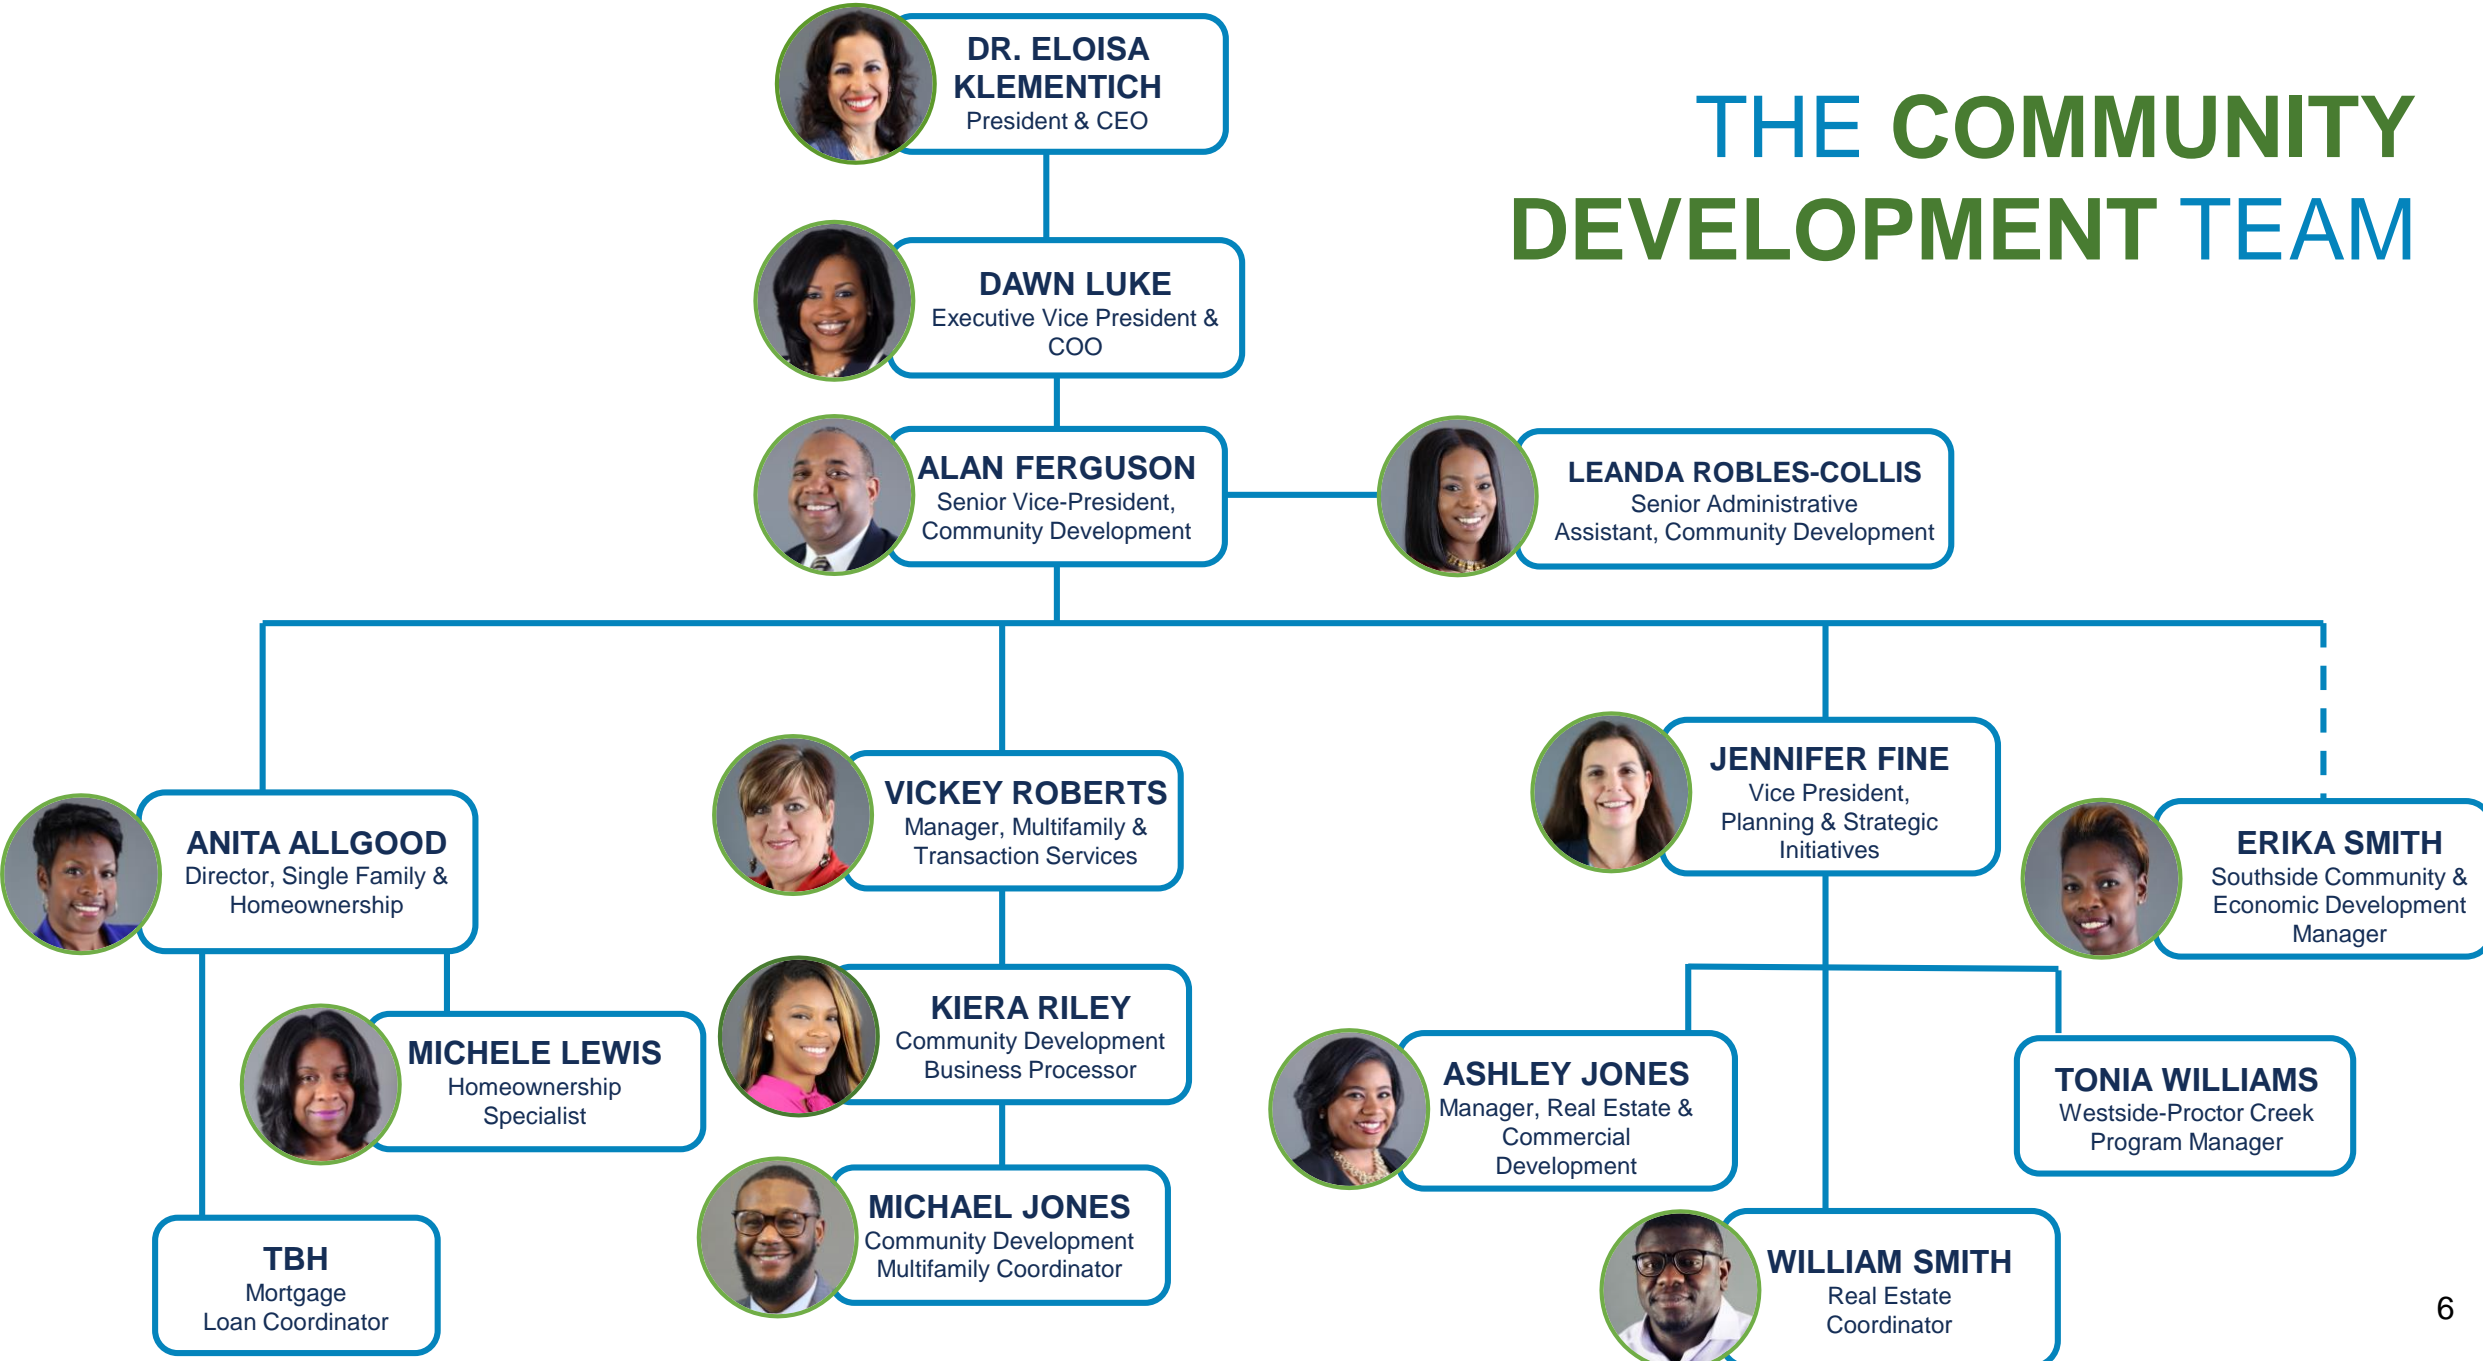 DR. ELOISA
KLEMENTICH
President & CEO
THE COMMUNITY
DEVELOPMENT TEAM
DAWN LUKE
Executive Vice President &
COO
ALAN FERGUSON
Senior Vice-President,
Community Development
LEANDA ROBLES-COLLIS
Senior Administrative
Assistant, Community Development
ANITA ALLGOOD
Director, Single Family &
Homeownership
MICHELE LEWIS
Homeownership
Specialist
TBH
Mortgage
Loan Coordinator
VICKEY ROBERTS
Manager, Multifamily &
Transaction Services
KIERA RILEY
Community Development
Business Processor
MICHAEL JONES
Community Development
Multifamily Coordinator
JENNIFER FINE
Vice President,
Planning & Strategic
Initiatives
ASHLEY JONES
Manager, Real Estate &
Commercial
Development
WILLIAM SMITH
Real Estate
Coordinator
TONIA WILLIAMS
Westside-Proctor Creek
Program Manager
ERIKA SMITH
Southside Community &
Economic Development
Manager
6